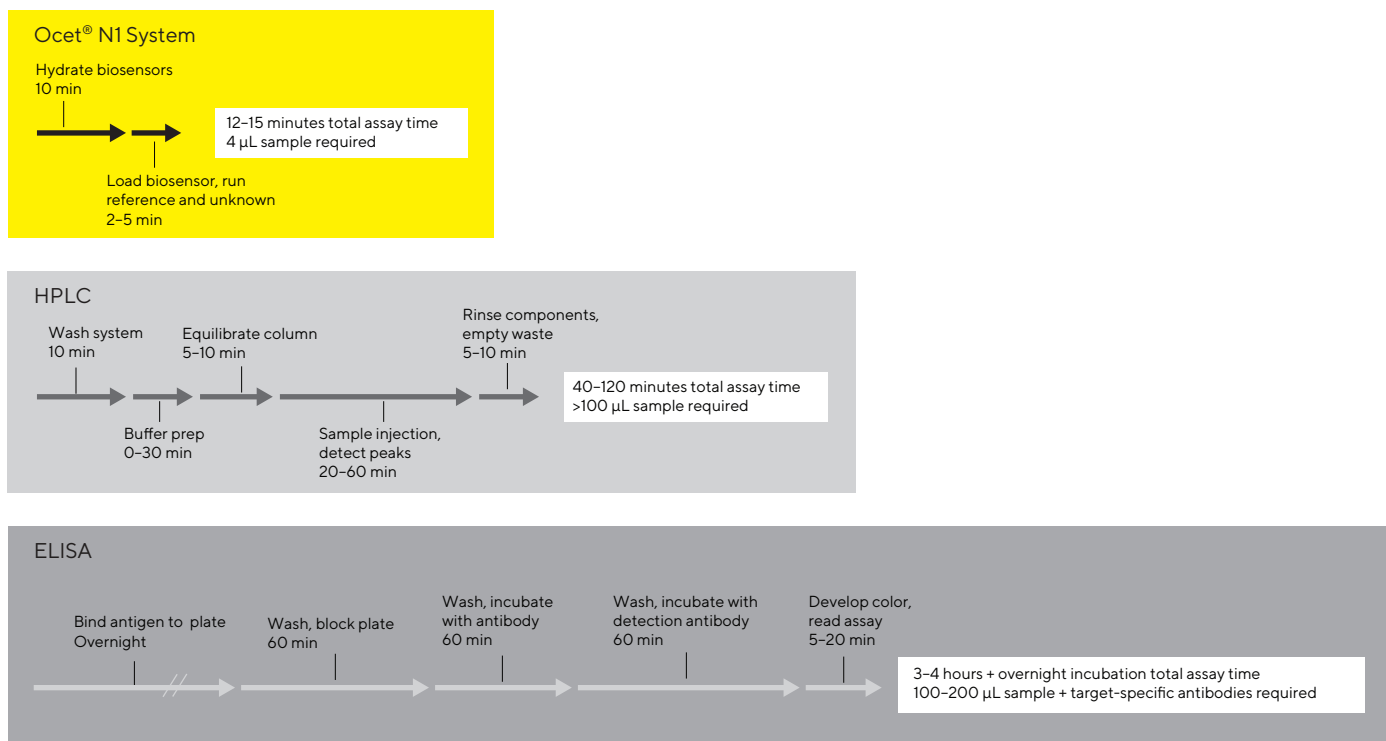 Ocet® N1 System
Hydrate biosensors
10 min
12–15 minutes total assay time
4 µL sample required
Load biosensor, run
reference and unknown
2–5 min
HPLC
Wash system
10 min
Equilibrate column
5–10 min
Rinse components,
empty waste
5–10 min
40–120 minutes total assay time
>100 µL sample required
Buffer prep
0–30 min
Sample injection,
detect peaks
20–60 min
ELISA
Bind antigen to plate
Overnight
Wash, block plate
60 min
Wash, incubate
with antibody
60 min
Wash, incubate with
detection antibody
60 min
Develop color,
read assay
5–20 min
3–4 hours + overnight incubation total assay time
100–200 µL sample + target-specific antibodies required